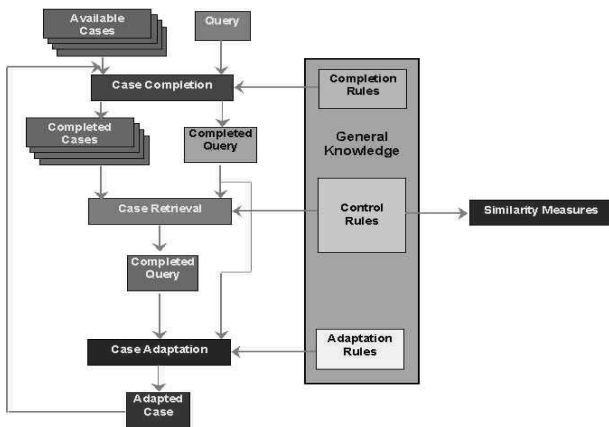 Available
Cases
Query
Case Completion
Completion
Rules
Completed
Cases
Completed
Query
General
Knowledge
Case Retrieval
Control
Rules
Similarity Measures
Completed
Query
Case Adaptation
Adaptation
Rules
Adapted
Case